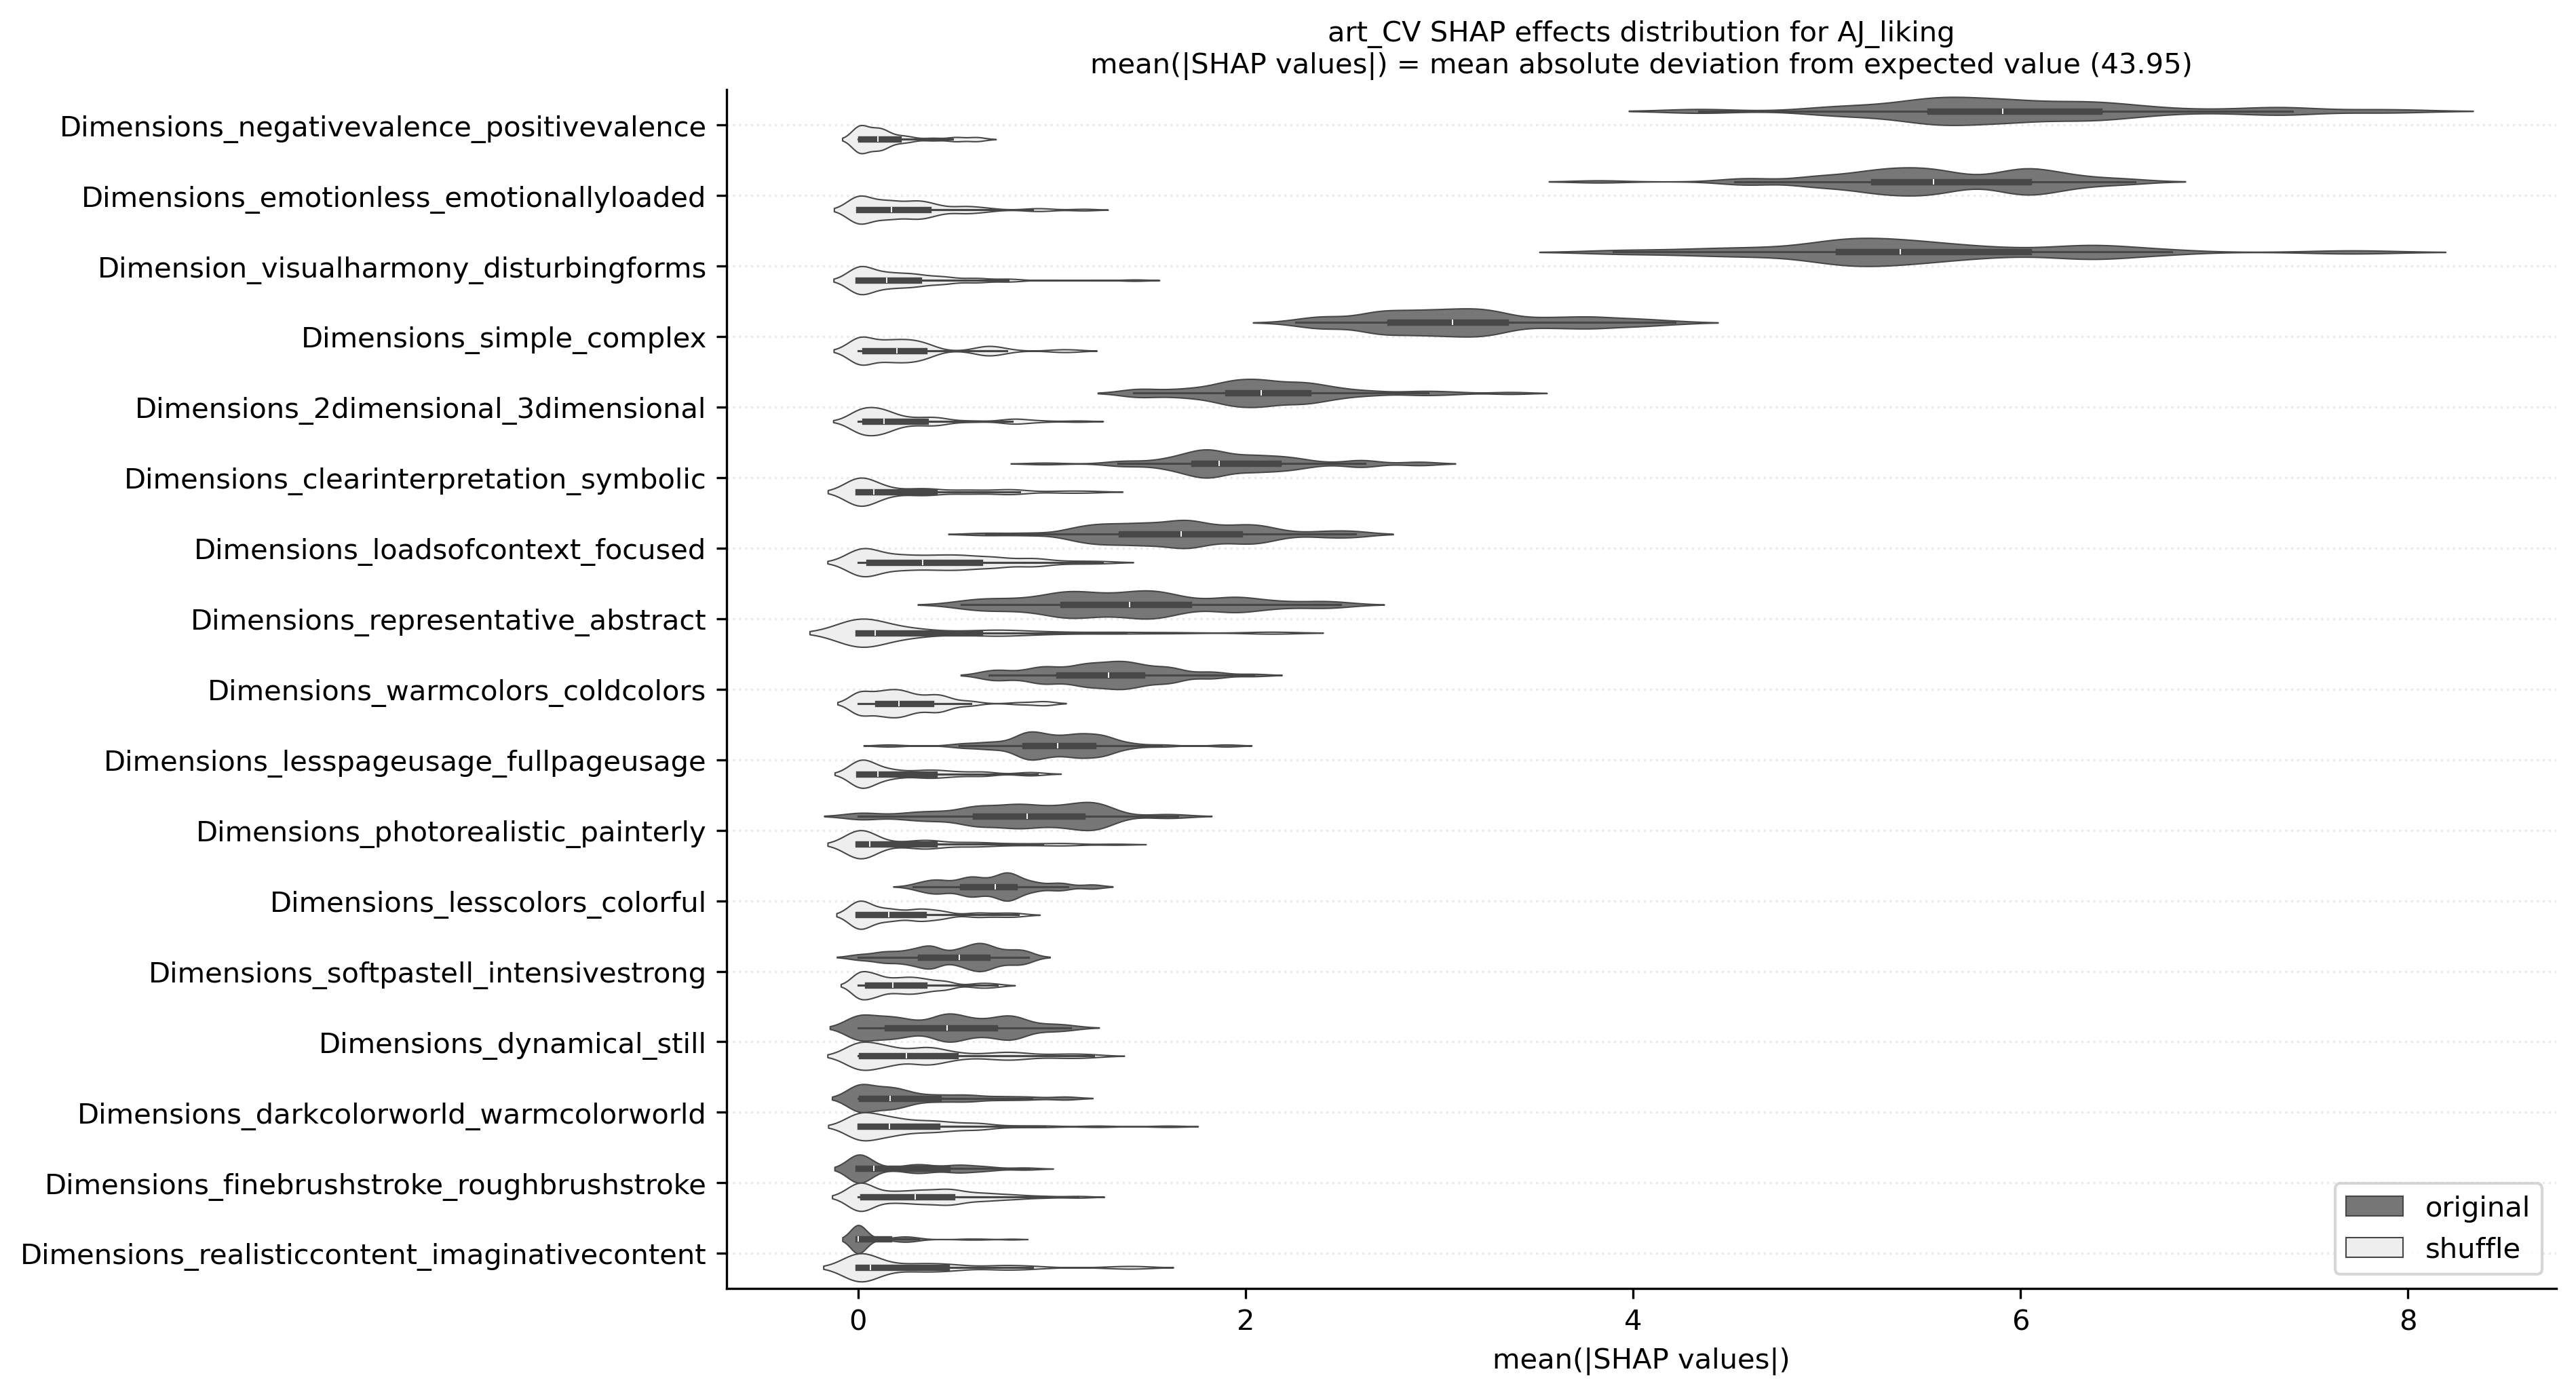 art_CV SHAP effects distribution for AJ_liking
mean(|SHAP values|) = mean absolute deviation from expected value (43.95)
Dimensions_negativevalence_positivevalence
Dimensions_emotionless_emotionallyloaded
Dimension_visualharmony_disturbingforms
Dimensions_simple_complex
Dimensions_2dimensional_3dimensional
Dimensions_clearinterpretation_symbolic
Dimensions_loadsofcontext_focused
Dimensions_representative_abstract
Dimensions_warmcolors_coldcolors
Dimensions_lesspageusage_fullpageusage
Dimensions_photorealistic_painterly
Dimensions_lesscolors_colorful
Dimensions_softpastell_intensivestrong
Dimensions_dynamical_still
Dimensions_darkcolorworld_warmcolorworld
Dimensions_finebrushstroke_roughbrushstroke
Dimensions_realisticcontent_imaginativecontent
original
shuffle
0 2 4 6 8
mean(|SHAP values|)